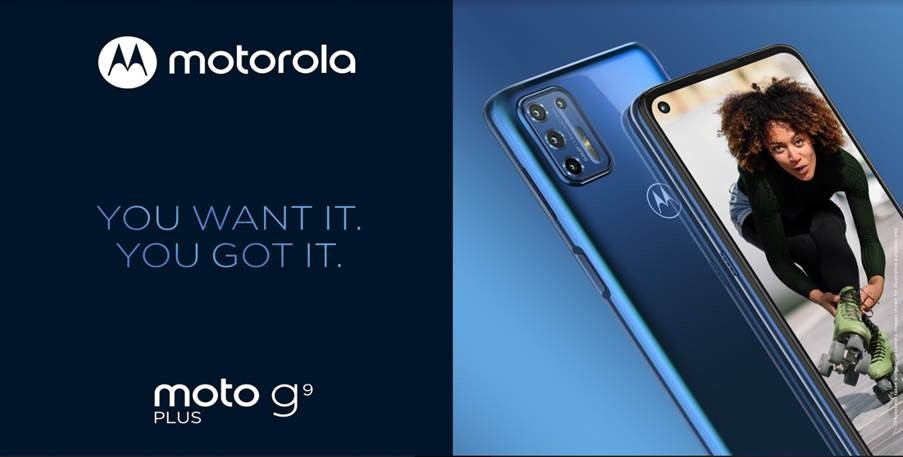 motorola
YOU WANT IT.
YOU GOT IT.
moto g⁹
PLUS